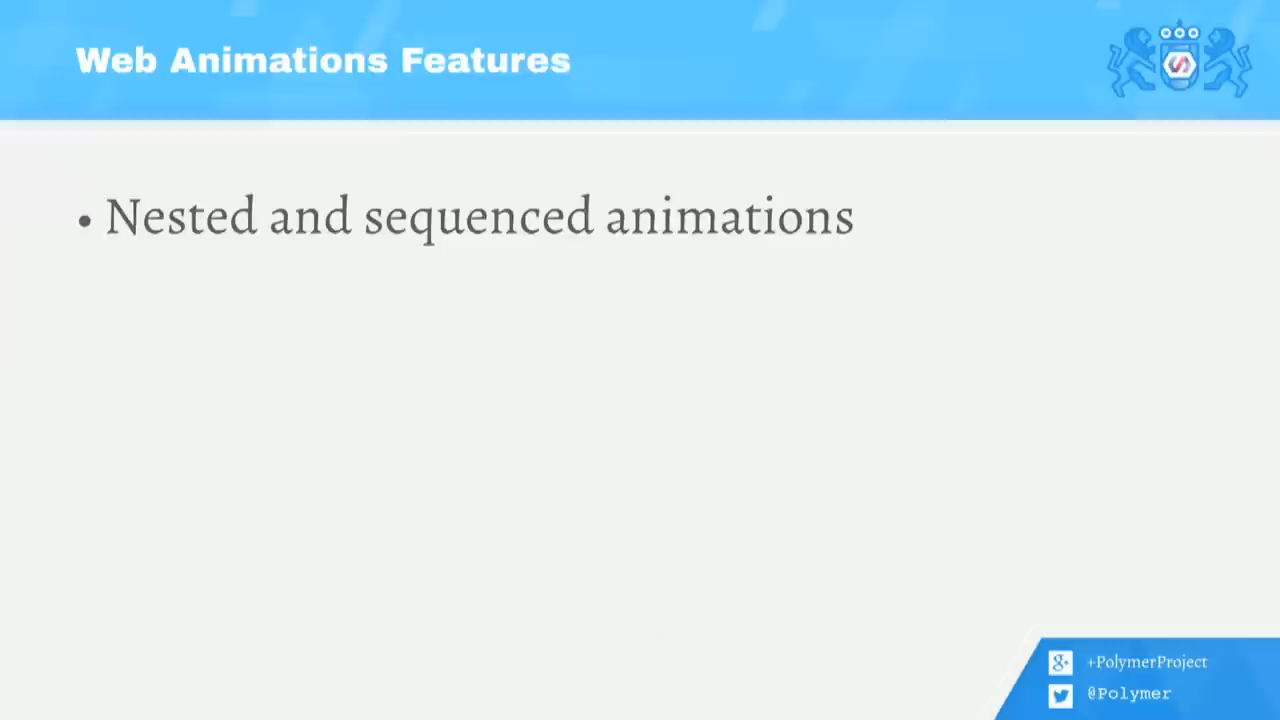 Web Animations Features
• Nested and sequenced animations
+PolymerProject
@Polymer